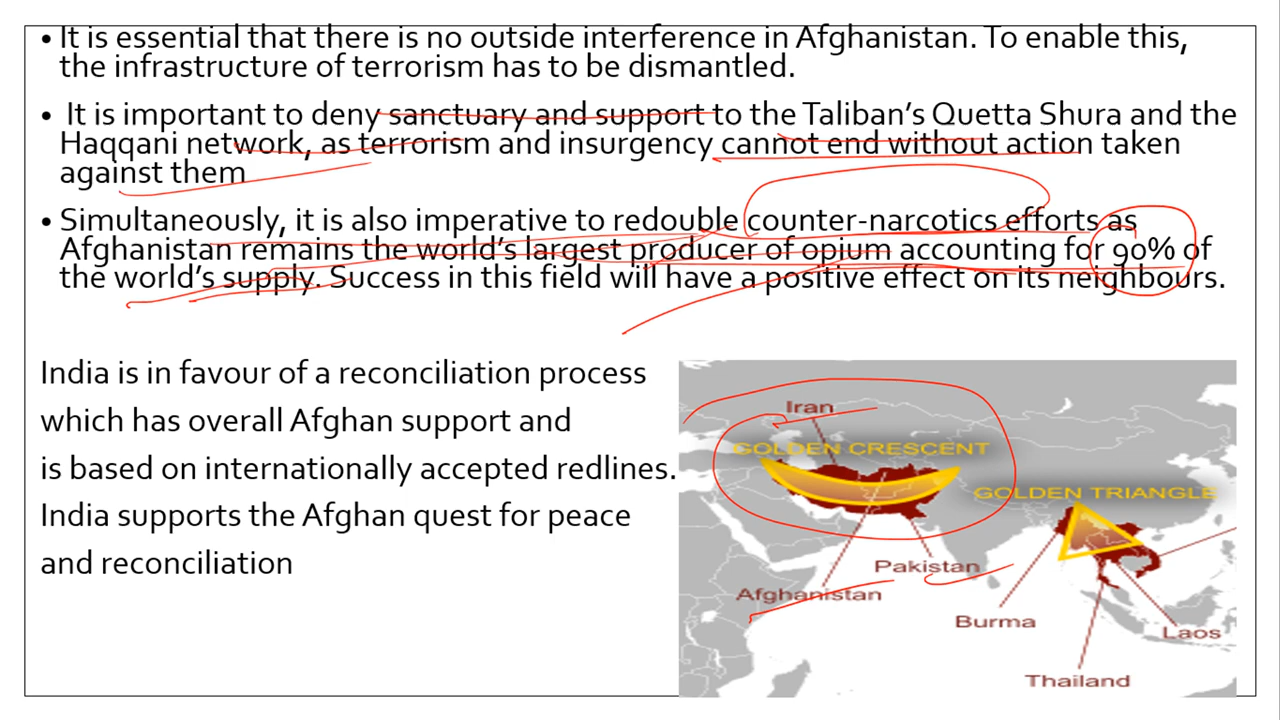 • It is essential that there is no outside interference in Afghanistan. To enable this,
the infrastructure of terrorism has to be dismantled.
• It is important to deny sanctuary and support to the Taliban's Quetta Shura and the
Haqqani network, as terrorism and insurgency cannot end without action taken
against them
• Simultaneously, it is also imperative to redouble counter-narcotics efforts as
Afghanistan remains the world's largest producer of opium accounting for 90% of
the world's supply. Success in this field will have a positive effect on its neighbours.
India is in favour of a reconciliation process
which has overall Afghan support and
is based on internationally accepted redlines.
India supports the Afghan quest for peace
and reconciliation
Iran
GOLDEN CRESCENT
GOLDEN TRIANGLE
Pakistan
Afghanistan
Burma
Laos
Thailand